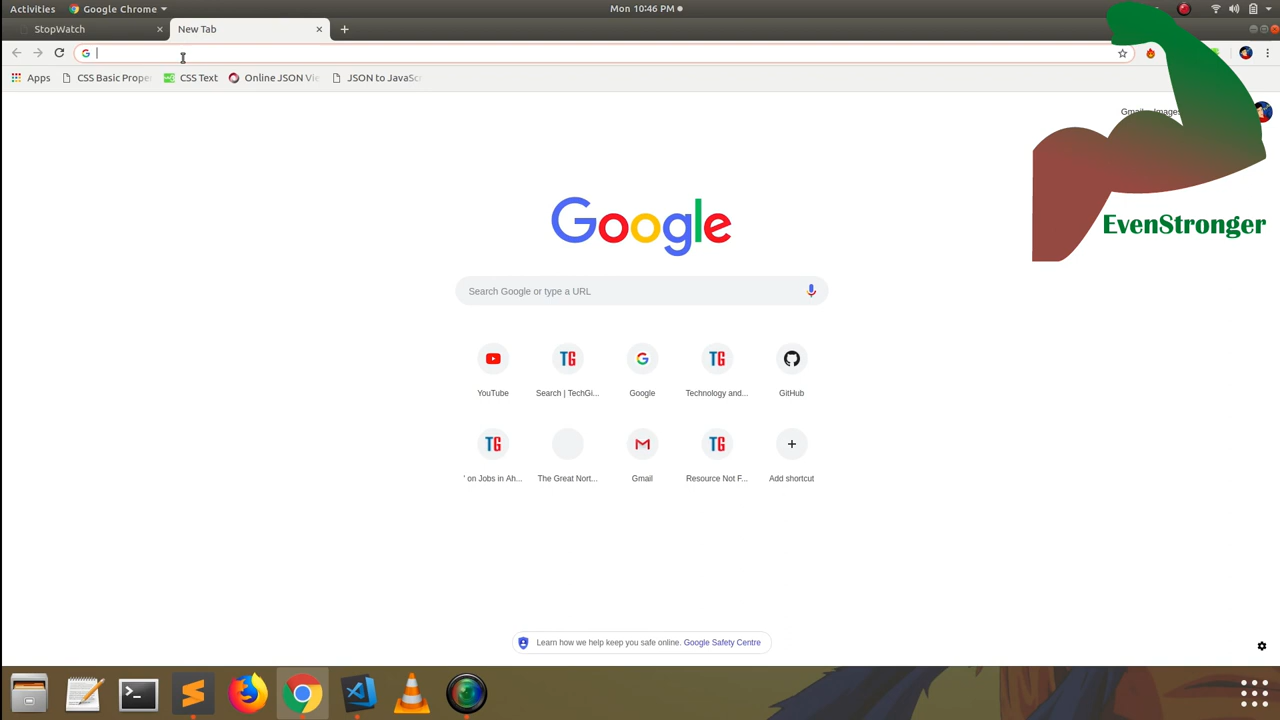 Activities Google Chrome Mon 10:46 PM
StopWatch New Tab
Apps CSS Basic Prope CSS Text Online JSON Vi JSON to JavaSc
Gmail Images
Google
EvenStronger
Search Google or type a URL
YouTube Search | TechGi... Google Technology and... GitHub
' on Jobs in Ah... The Great Nort... Gmail Resource Not F... Add shortcut
Learn how we help keep you safe online. Google Safety Centre